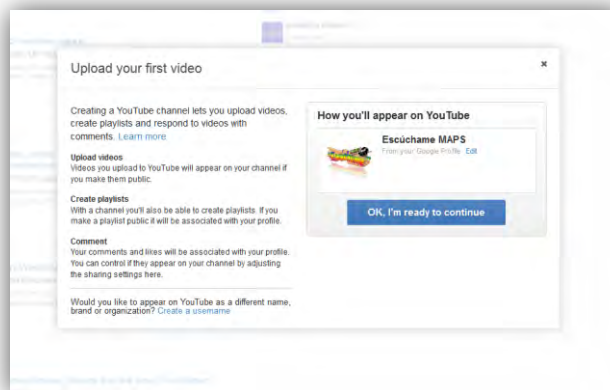 Upload your first video
×
Creating a YouTube channel lets you upload videos,
create playlists and respond to videos with
comments. Learn more
Upload videos
Videos you upload to YouTube will appear on your channel if
you make them public.
Create playlists
With a channel you'll also be able to create playlists. If you
make a playlist public it will be associated with your profile.
Comment
Your comments and likes will be associated with your profile.
You can control if they appear on your channel by adjusting
the sharing settings here.
Would you like to appear on YouTube as a different name,
brand or organization? Create a username
How you'll appear on YouTube
Escúchame MAPS
From your Google Profile Edit
OK, I'm ready to continue